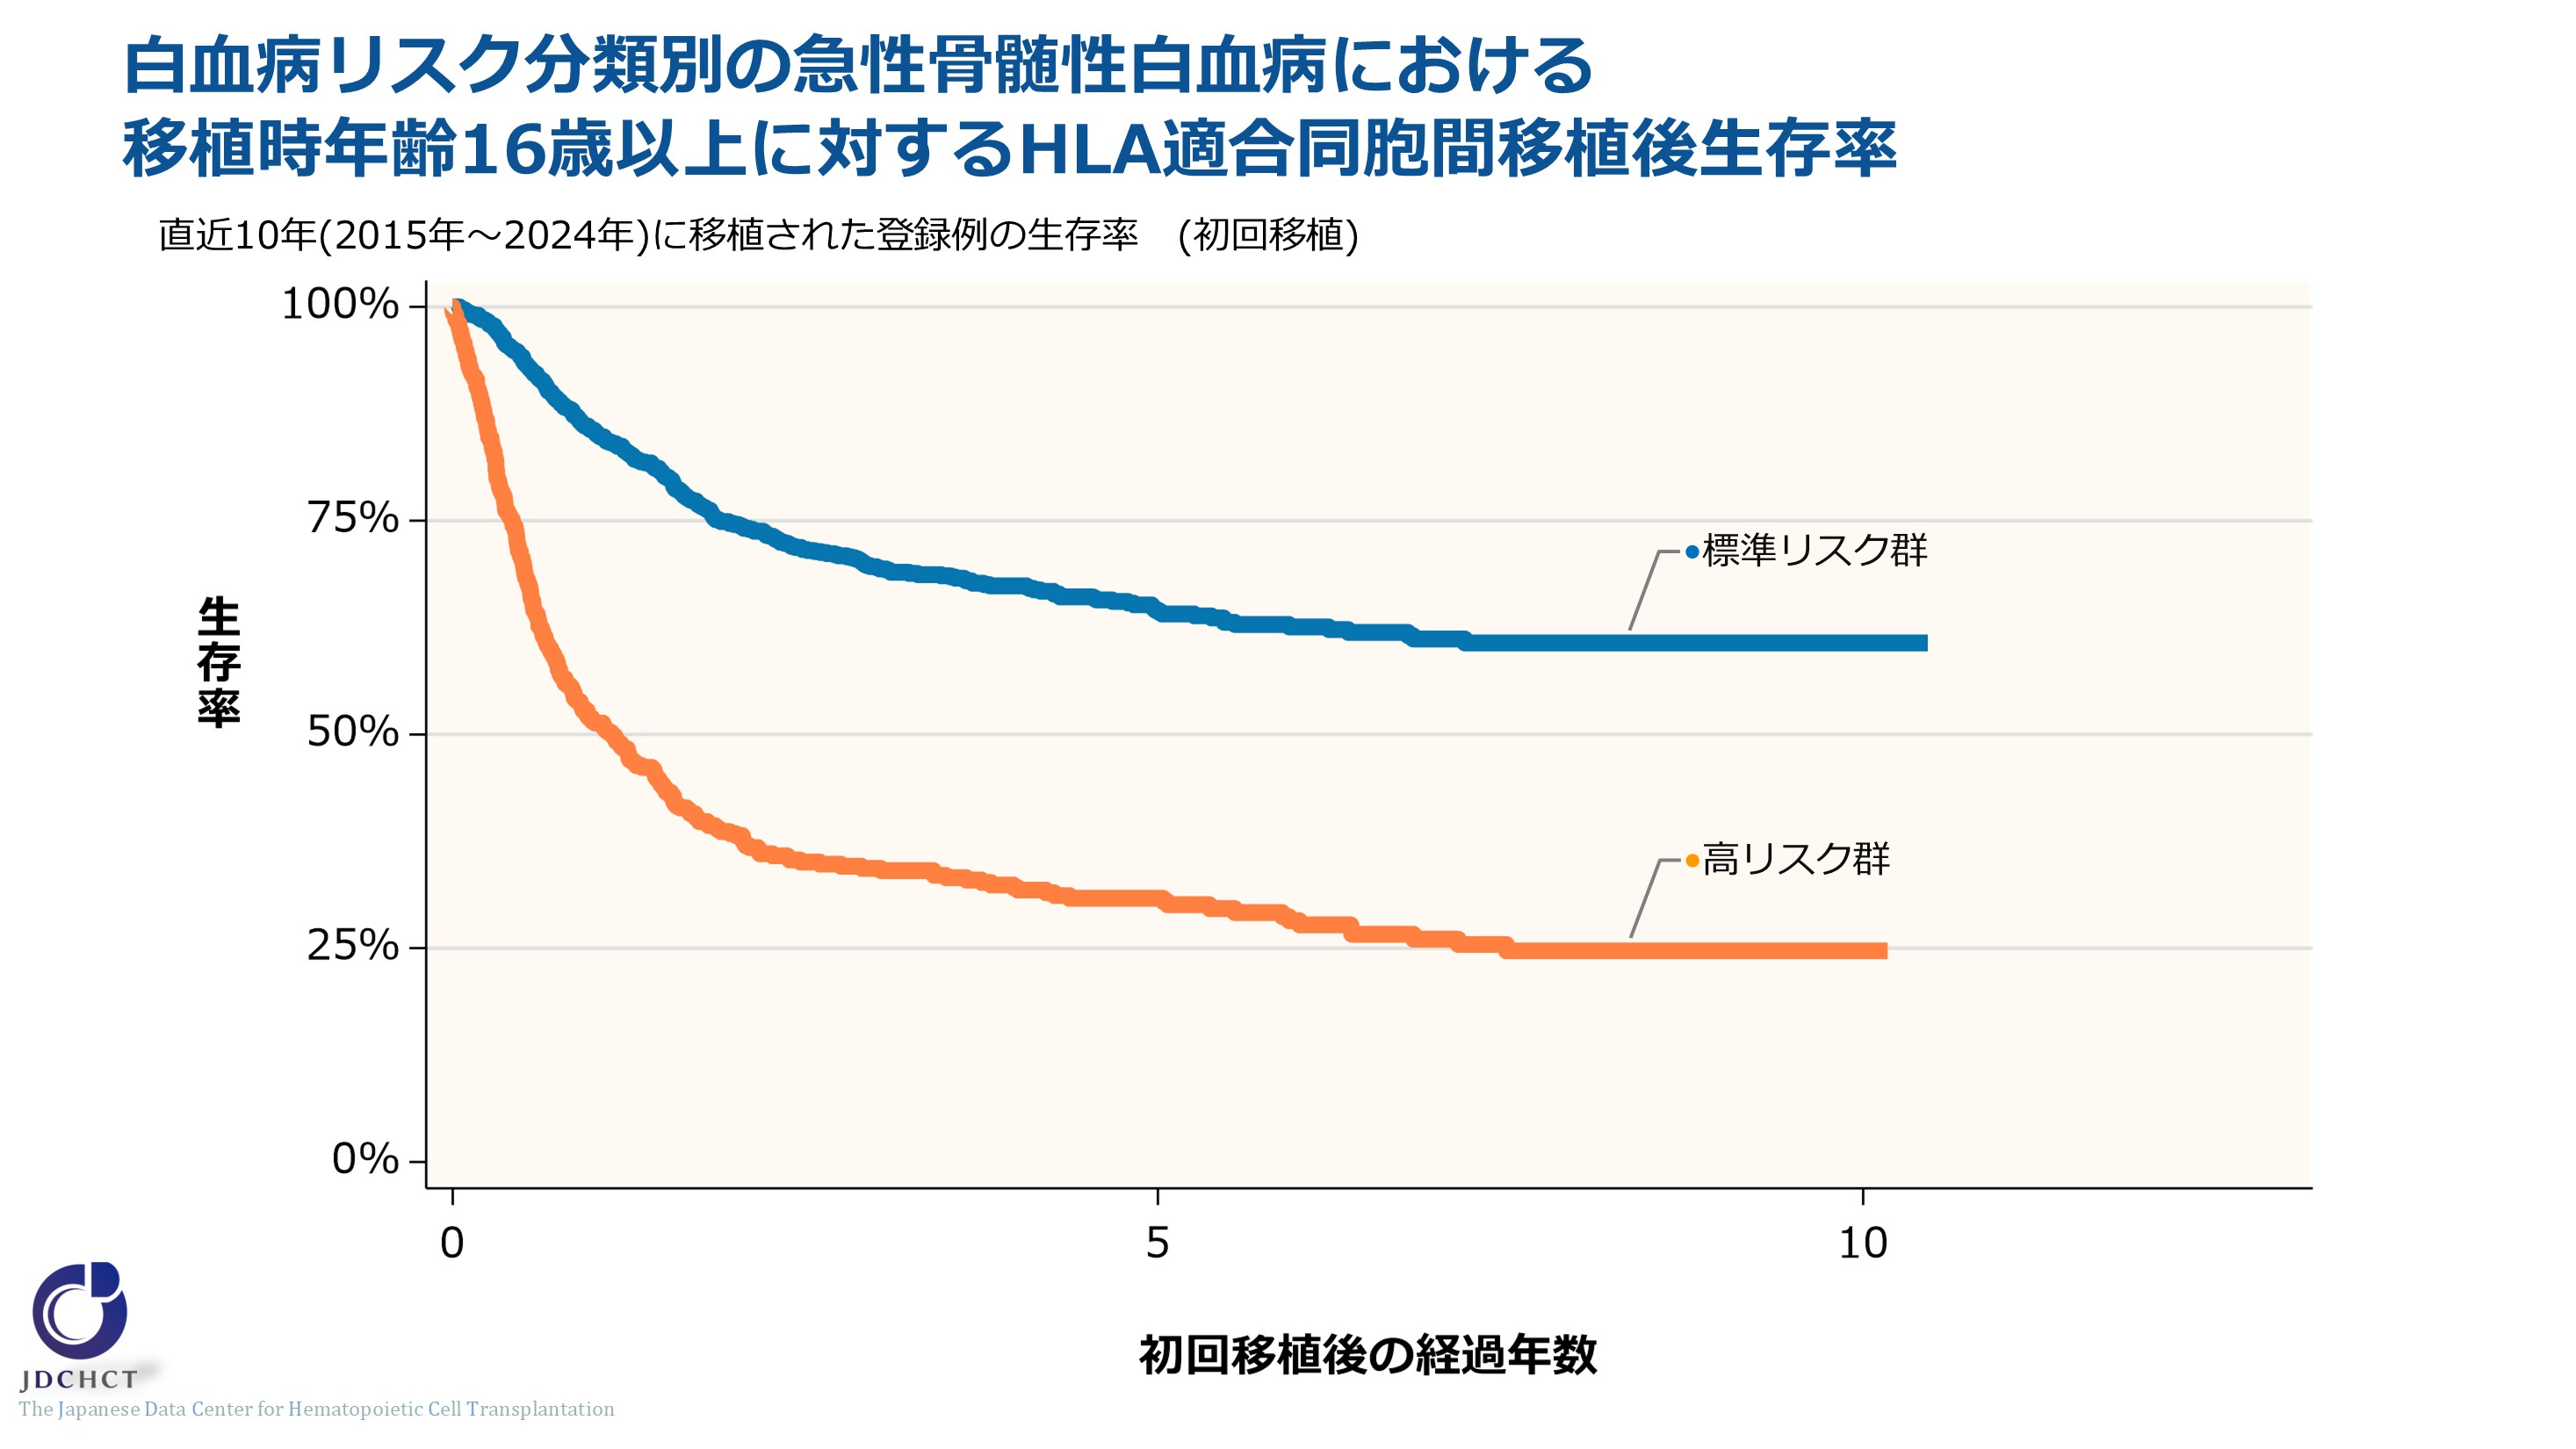 白血病リスク分類別の急性骨髄性白血病における
移植時年齢16歳以上に対するHLA適合同胞間移植後生存率
直近10年(2015年～2024年)に移植された登録例の生存率　(初回移植)
100%
75%
50%
25%
0%
生存率
標準リスク群
高リスク群
0
5
10
初回移植後の経過年数
JDCHCT
The Japanese Data Center for Hematopoietic Cell Transplantation